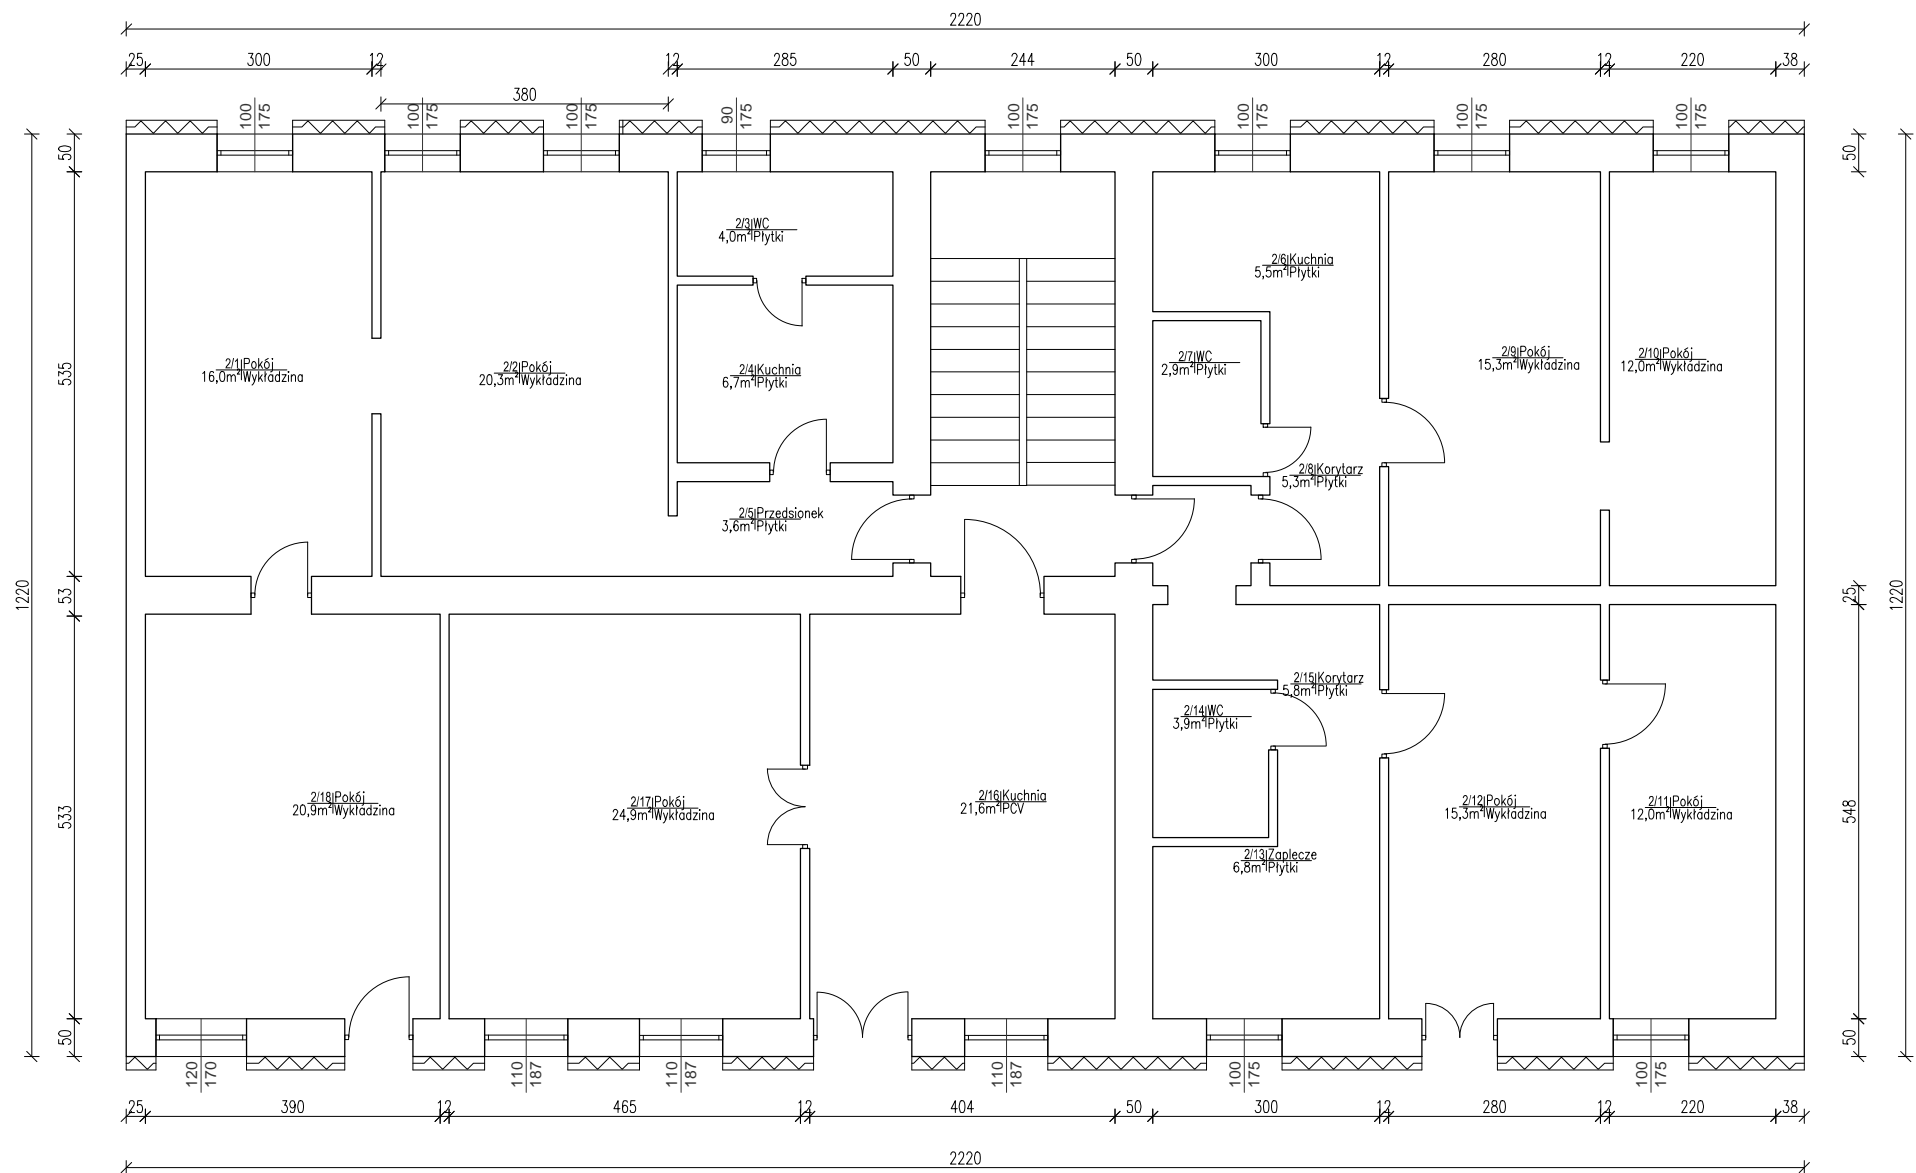 2220
25 300 12 12 285 50 244 50 300 12 280 12 220 38
380
100 175
100 175
100 175
90 175
100 175
100 175
100 175
100 175
50
535
53
533
50
1220
50
25
548
50
1220
2/1 Pokój
16,0m² Wykładzina
2/2 Pokój
20,3m² Wykładzina
2/3 WC
4,0m² Płytki
2/4 Kuchnia
6,7m² Płytki
2/5 Przedsionek
3,6m² Płytki
2/6 Kuchnia
5,5m² Płytki
2/7 WC
2,9m² Płytki
2/8 Korytarz
5,3m² Płytki
2/9 Pokój
15,3m² Wykładzina
2/10 Pokój
12,0m² Wykładzina
2/18 Pokój
20,9m² Wykładzina
2/17 Pokój
24,9m² Wykładzina
2/16 Kuchnia
21,6m² PCV
2/15 Korytarz
5,8m² Płytki
2/14 WC
3,9m² Płytki
2/13 Zaplecze
6,8m² Płytki
2/12 Pokój
15,3m² Wykładzina
2/11 Pokój
12,0m² Wykładzina
120 170
110 187
110 187
110 187
100 175
100 175
25 390 12 465 12 404 50 300 12 280 12 220 38
2220